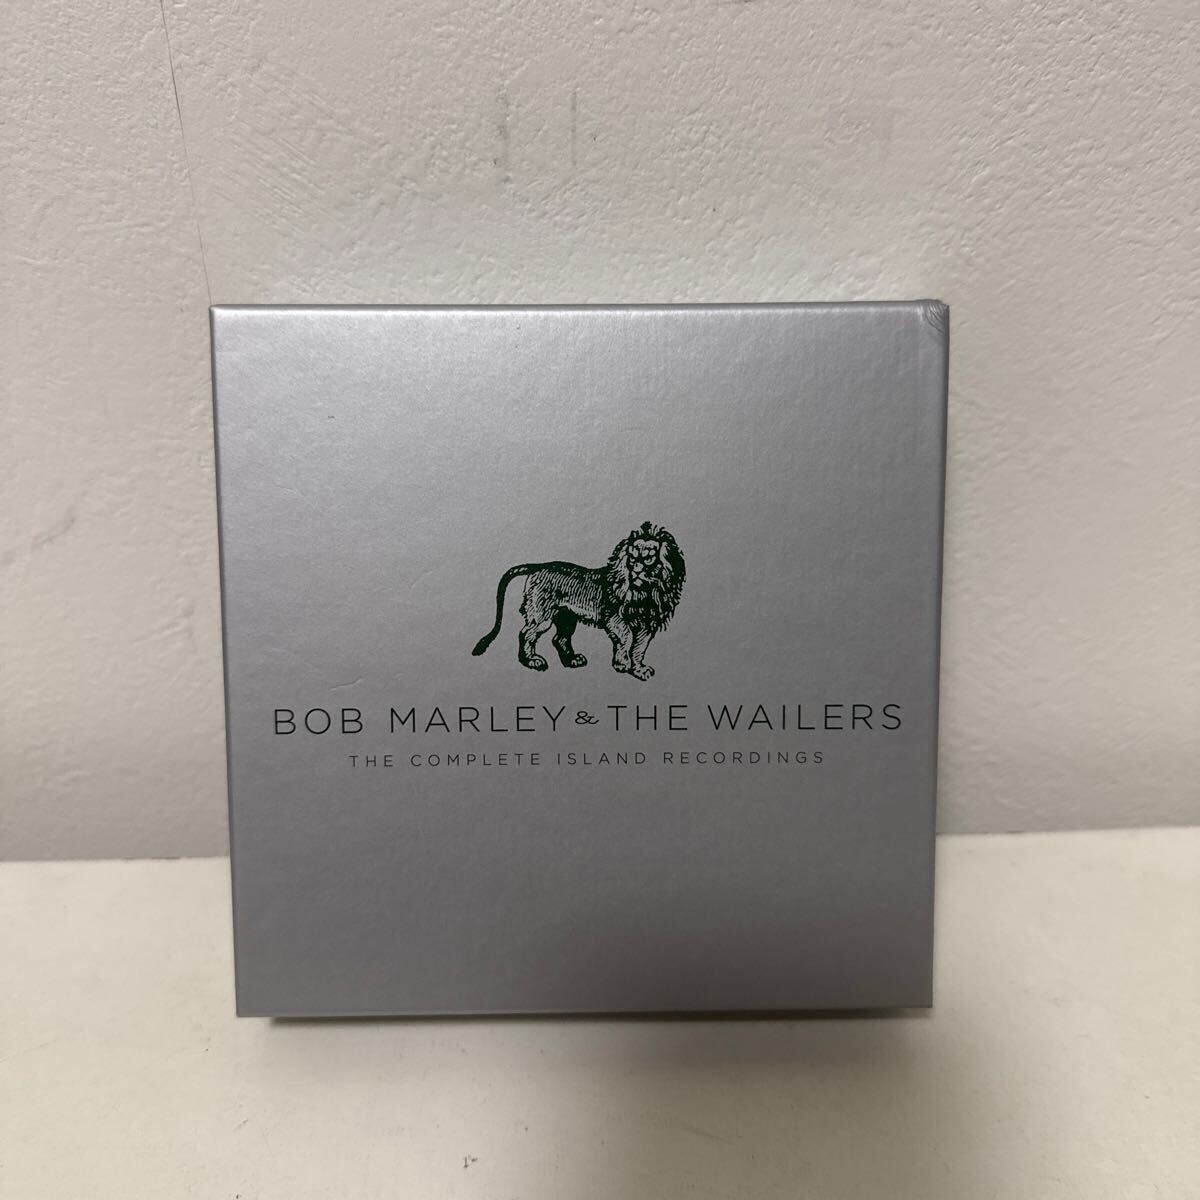 BOB MARLEY & THE WAILERS
THE COMPLETE ISLAND RECORDINGS